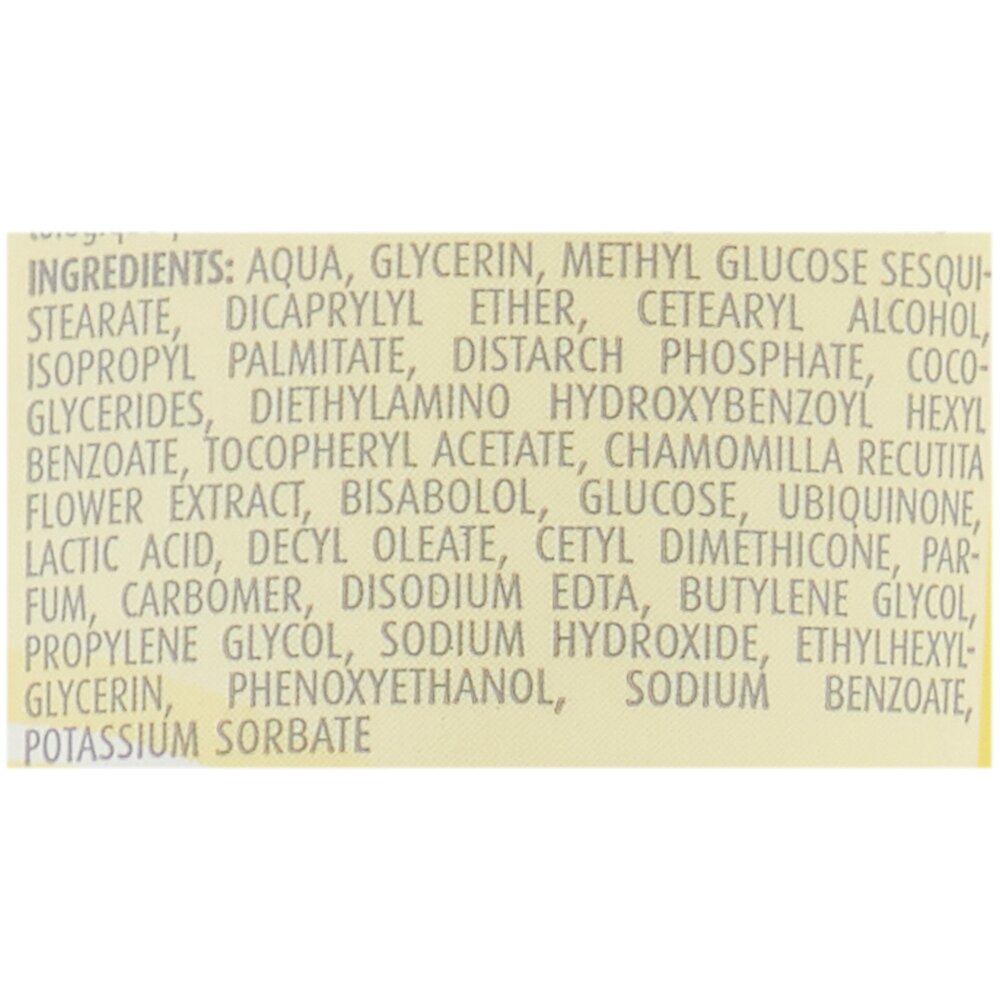 INGREDIENTS: AQUA, GLYCERIN, METHYL GLUCOSE SESQUI-
STEARATE, DICAPRYLYL ETHER, CETEARYL ALCOHOL,
ISOPROPYL PALMITATE, DISTARCH PHOSPHATE, COCO-
GLYCERIDES, DIETHYLAMINO HYDROXYBENZOYL HEXYL
BENZOATE, TOCOPHERYL ACETATE, CHAMOMILLA RECUTITA
FLOWER EXTRACT, BISABOLOL, GLUCOSE, UBIQUINONE,
LACTIC ACID, DECYL OLEATE, CETYL DIMETHICONE, PAR-
FUM, CARBOMER, DISODIUM EDTA, BUTYLENE GLYCOL,
PROPYLENE GLYCOL, SODIUM HYDROXIDE, ETHYLHEXYL-
GLYCERIN, PHENOXYETHANOL, SODIUM BENZOATE,
POTASSIUM SORBATE